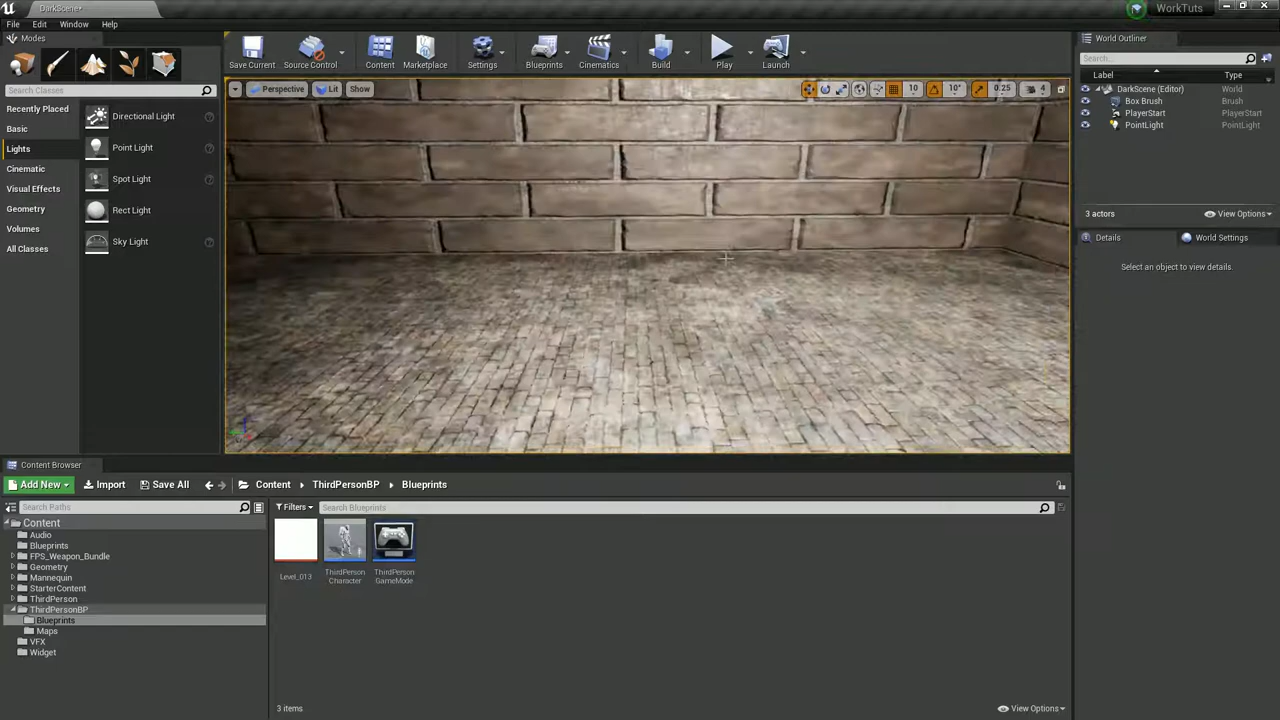 DarkScene*
WorkTuts
File Edit Window Help
Modes
Search Classes
Recently Placed
Basic
Lights
Cinematic
Visual Effects
Geometry
Volumes
All Classes
Directional Light
Point Light
Spot Light
Rect Light
Sky Light
Save Current
Source Control
Content
Marketplace
Settings
Blueprints
Cinematics
Build
Play
Launch
Perspective Lit Show
10 10° 0.25 4
World Outliner
Search...
Label Type
DarkScene (Editor) World
Box Brush Brush
PlayerStart PlayerStart
PointLight PointLight
3 actors View Options
Details World Settings
Select an object to view details.
Content Browser
Add New Import Save All Content ThirdPersonBP Blueprints
Search Paths
Filters Search Blueprints
Content
Audio
Blueprints
FPS_Weapon_Bundle
Geometry
Mannequin
StarterContent
ThirdPerson
ThirdPersonBP
Blueprints
Maps
VFX
Widget
Level_013
ThirdPerson
Character
ThirdPerson
GameMode
3 items View Options